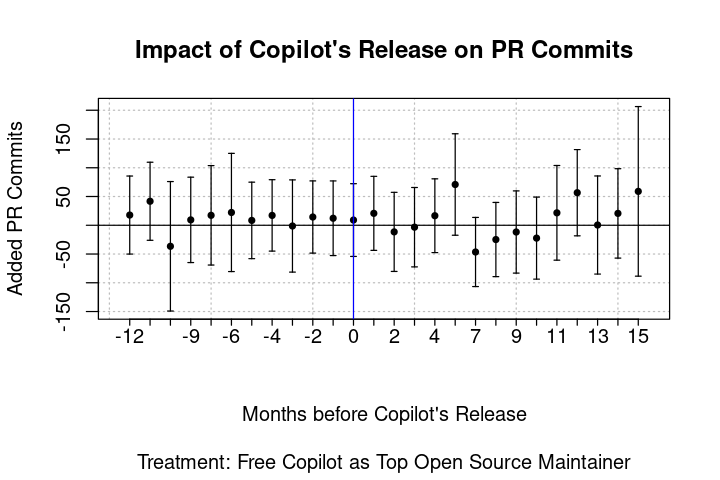 Impact of Copilot's Release on PR Commits
Added PR Commits
150
50
-50
-150
-12 -9 -6 -4 -2 0 2 4 7 9 11 13 15
Months before Copilot's Release
Treatment: Free Copilot as Top Open Source Maintainer